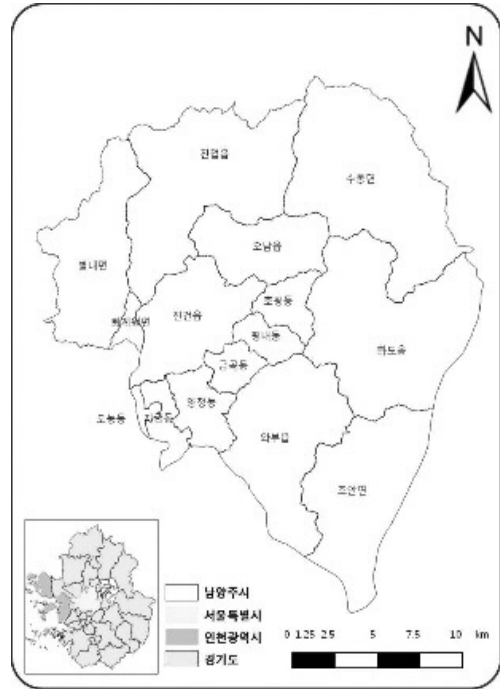 N
진접읍
수동면
오남읍
별내면
퇴계원면
진건읍
호평동
평내동
화도읍
금곡동
양정동
도농동
지금동
와부읍
조안면
남양주시
서울특별시
인천광역시
경기도
0 1.25 2.5 5 7.5 10 km